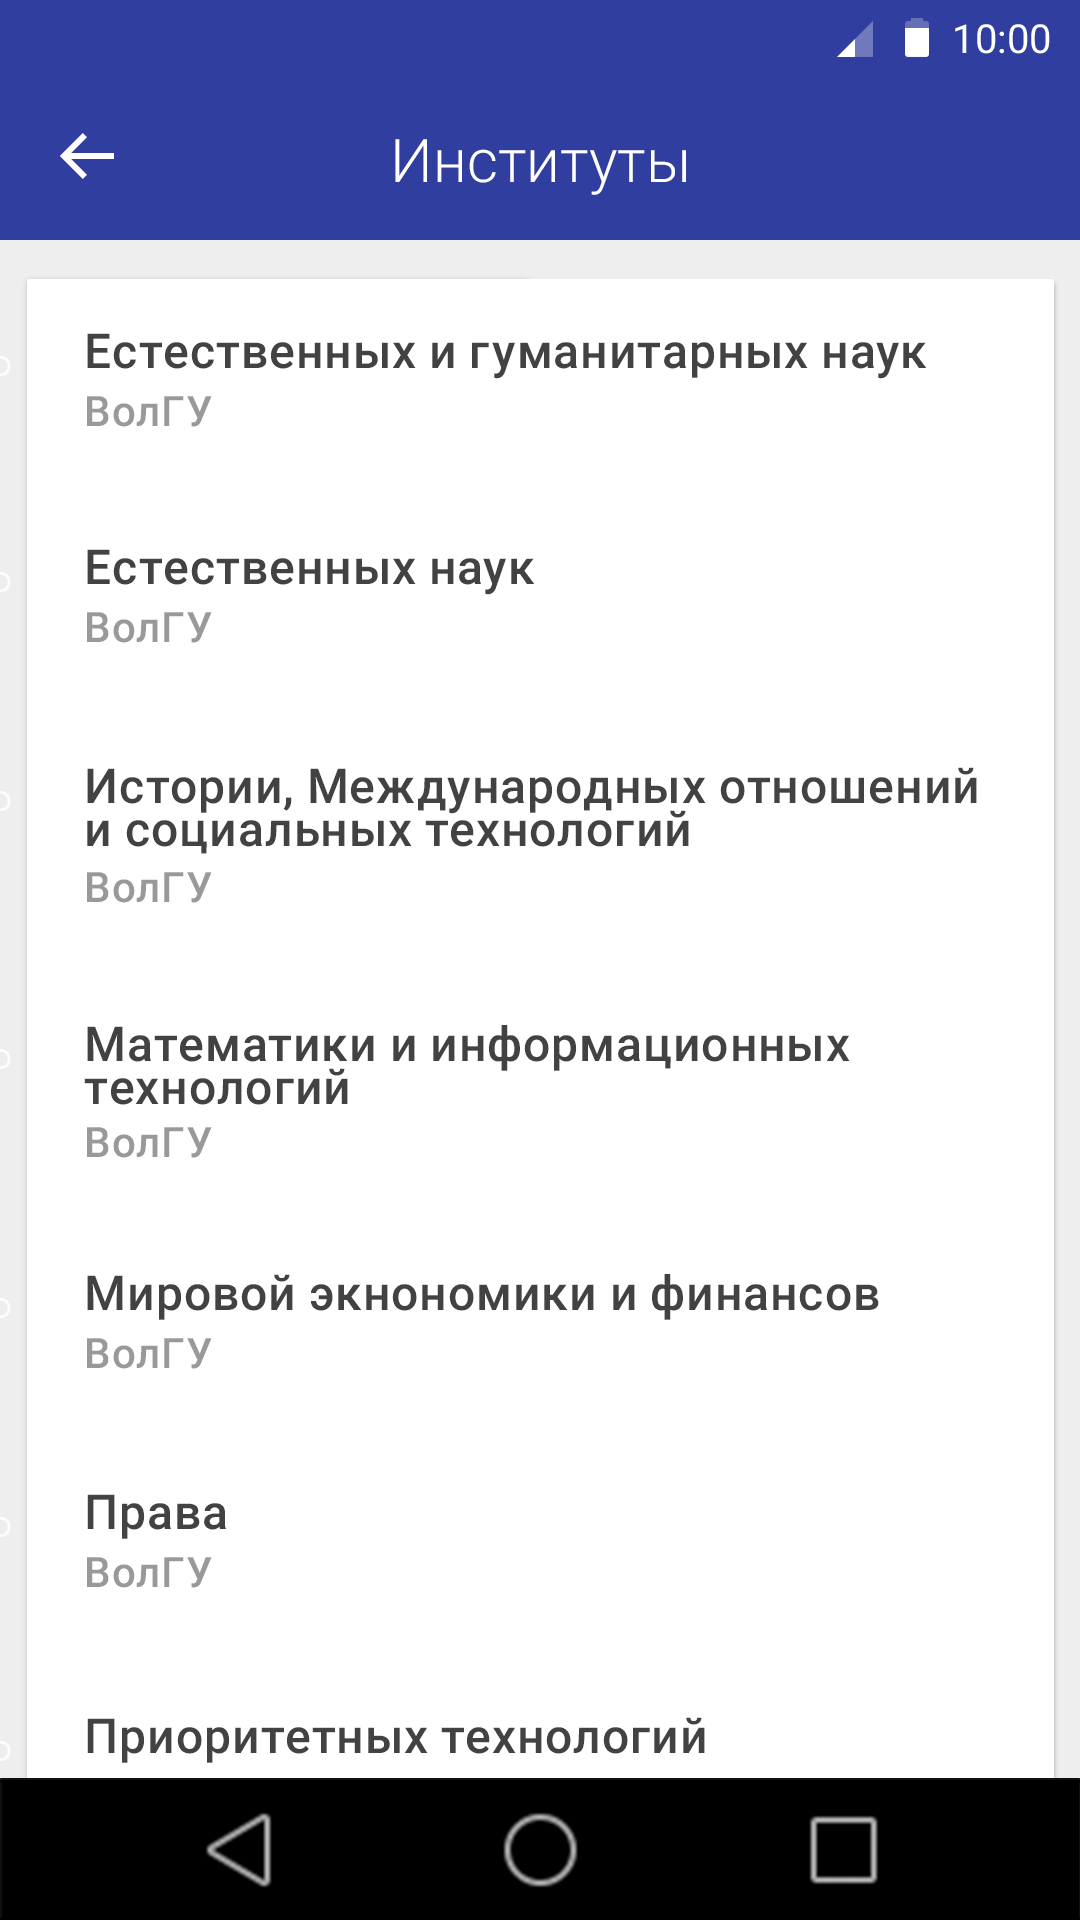 10:00
Институты
Естественных и гуманитарных наук
ВолГУ
Естественных наук
ВолГУ
Истории, Международных отношений
и социальных технологий
ВолГУ
Математики и информационных
технологий
ВолГУ
Мировой экнономики и финансов
ВолГУ
Права
ВолГУ
Приоритетных технологий